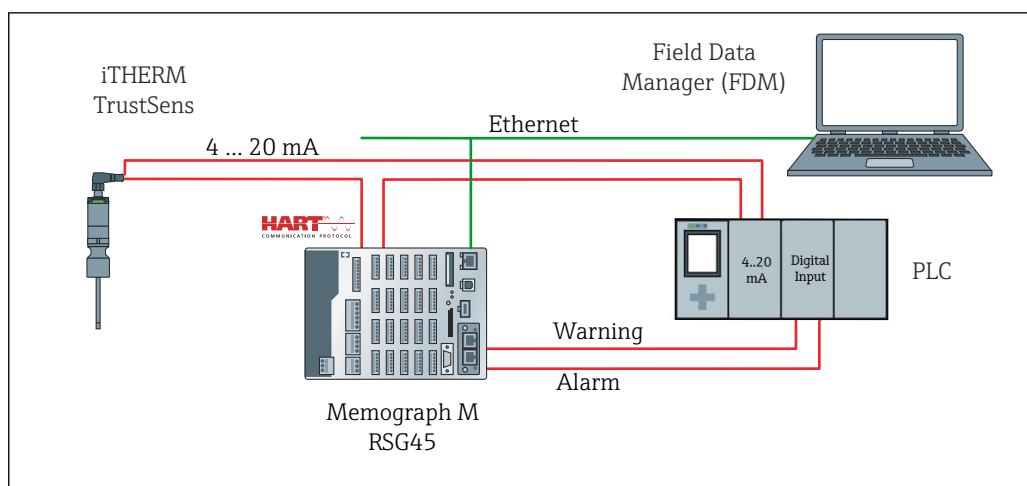 iTHERM
TrustSens
Field Data
Manager (FDM)
Ethernet
4 ... 20 mA
HART
COMMUNICATION PROTOCOL
4..20
mA
Digital
Input
PLC
Warning
Alarm
Memograph M
RSG45